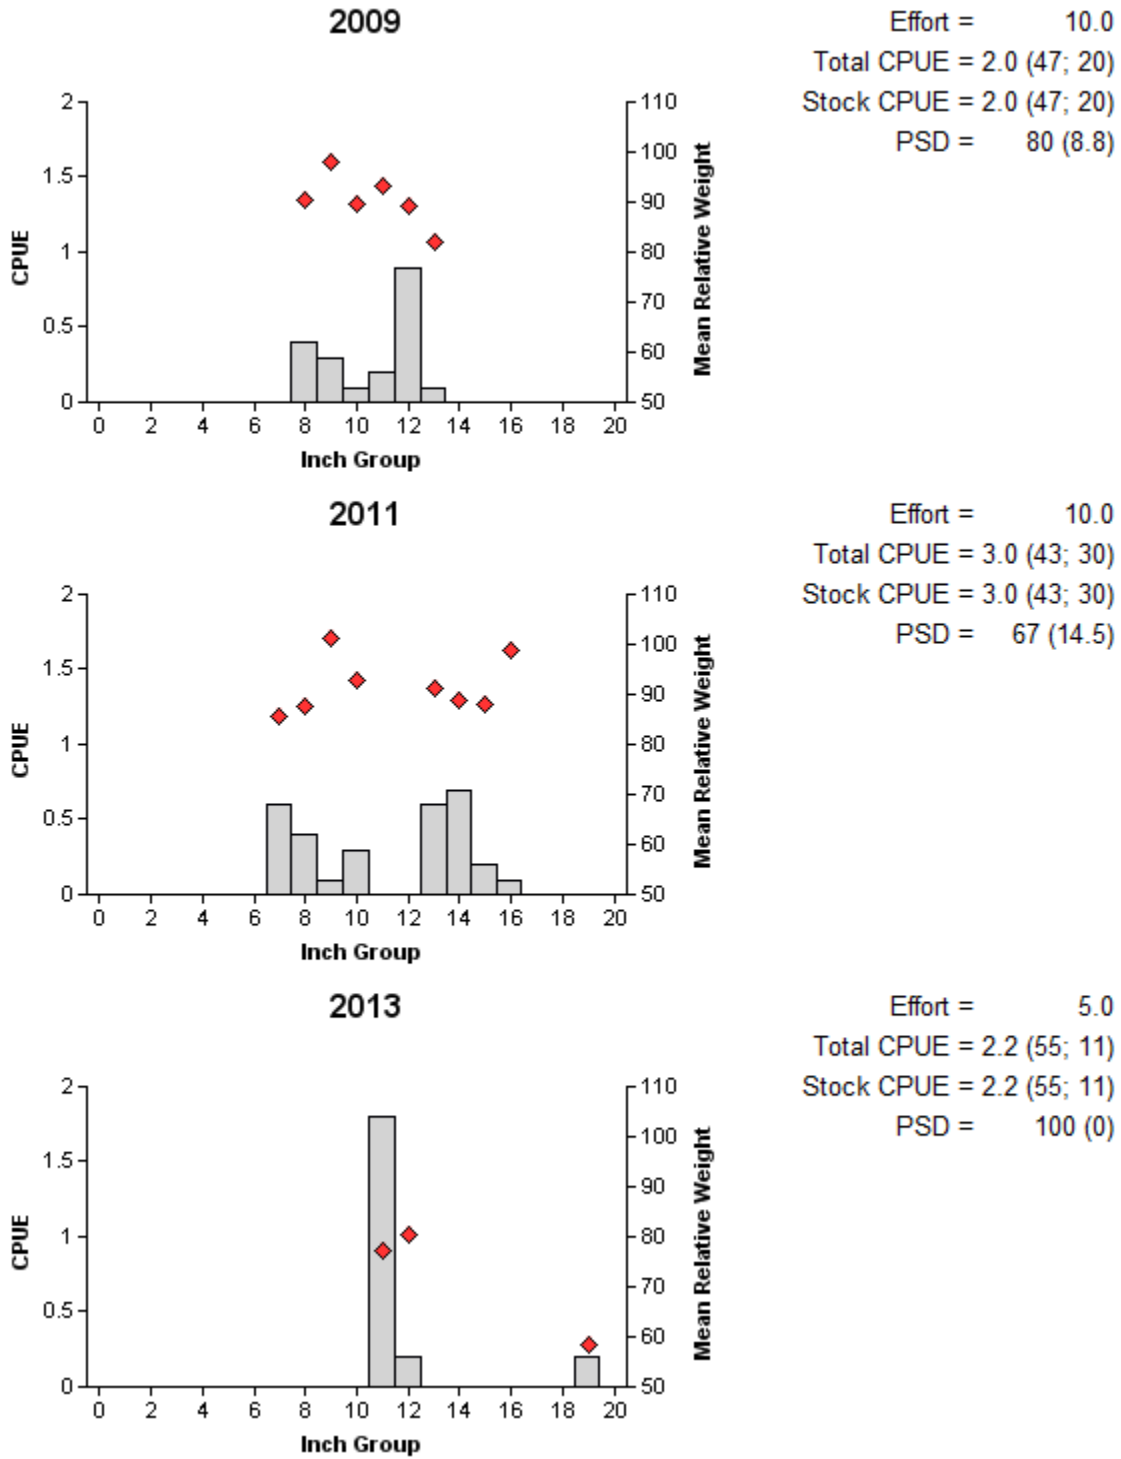 2009
Effort = 10.0
Total CPUE = 2.0 (47; 20)
Stock CPUE = 2.0 (47; 20)
PSD = 80 (8.8)
CPUE
2
1.5
1
0.5
0
110
100
90
80
70
60
50
Mean Relative Weight
0 2 4 6 8 10 12 14 16 18 20
Inch Group
2011
Effort = 10.0
Total CPUE = 3.0 (43; 30)
Stock CPUE = 3.0 (43; 30)
PSD = 67 (14.5)
CPUE
2
1.5
1
0.5
0
110
100
90
80
70
60
50
Mean Relative Weight
0 2 4 6 8 10 12 14 16 18 20
Inch Group
2013
Effort = 5.0
Total CPUE = 2.2 (55; 11)
Stock CPUE = 2.2 (55; 11)
PSD = 100 (0)
CPUE
2
1.5
1
0.5
0
110
100
90
80
70
60
50
Mean Relative Weight
0 2 4 6 8 10 12 14 16 18 20
Inch Group